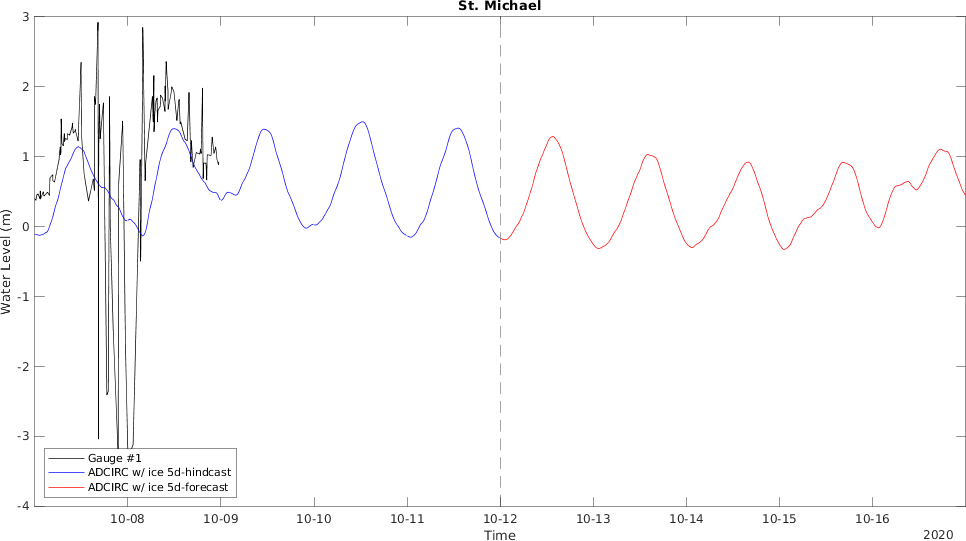 St. Michael
3
2
1
0
-1
-2
-3
-4
Water Level (m)
Gauge #1
ADCIRC w/ ice 5d-hindcast
ADCIRC w/ ice 5d-forecast
10-08 10-09 10-10 10-11 10-12 10-13 10-14 10-15 10-16
Time
2020